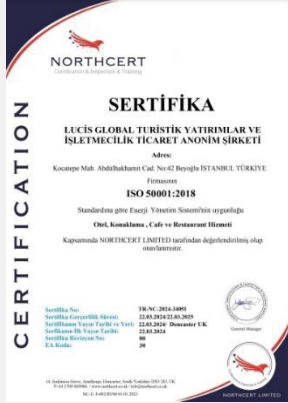 NORTHCERT
Certification & Inspection & Training
CERTIFICATION
SERTİFİKA
LUCİS GLOBAL TURİSTİK YATIRIMLAR VE
İŞLETMECİLİK TİCARET ANONİM ŞİRKETİ
Adres:
Kocatepe Mah. Abdülhakhamit Cad. No:42 Beyoğlu İSTANBUL TÜRKİYE
Firmasının
ISO 50001:2018
Standardına göre Enerji Yönetim Sistemi'nin uygunluğu
Otel, Konaklama , Cafe ve Restaurant Hizmeti
Kapsamında NORTHCERT LIMITED tarafından değerlendirilmiş olup
onaylanmıştır.
Sertifika No: TR-NC-2024-34051
Sertifika Geçerlilik Süresi: 22.03.2024/22.03.2025
Sertifikanın Yayın Tarihi ve Yeri: 22.03.2024/ Doncaster UK
Sertifikanın İlk Yayın Tarihi: 22.03.2024
Sertifika Revizyon No: 00
EA Kodu: 30
General Manager
NORTHCERT LIMITED